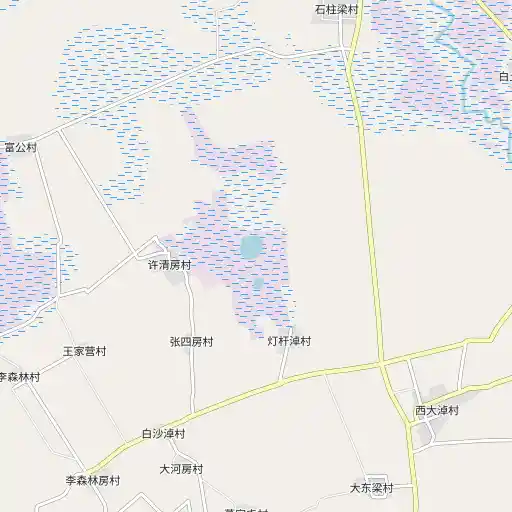 石柱梁村
富公村
许清房村
张四房村
灯杆淖村
王家营村
李森林村
西大淖村
白沙淖村
大河房村
李森林房村
大东梁村